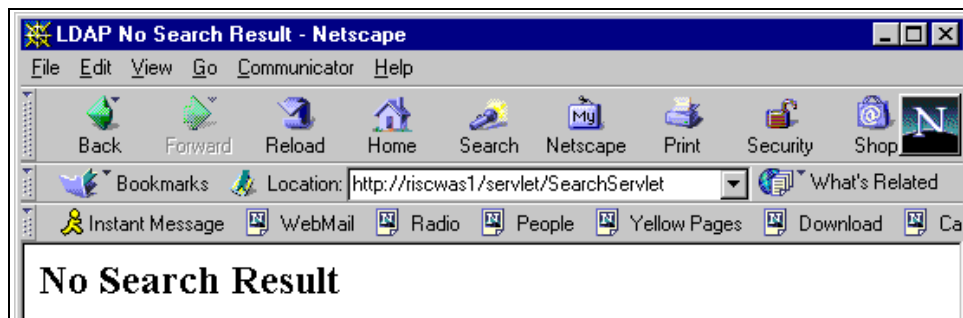 LDAP No Search Result - Netscape
File Edit View Go Communicator Help
My N
Back Forward Reload Home Search Netscape Print Security Shop
Bookmarks Location: http://riscwas1/servlet/SearchServlet What's Related
Instant Message WebMail Radio People Yellow Pages Download Ca
No Search Result